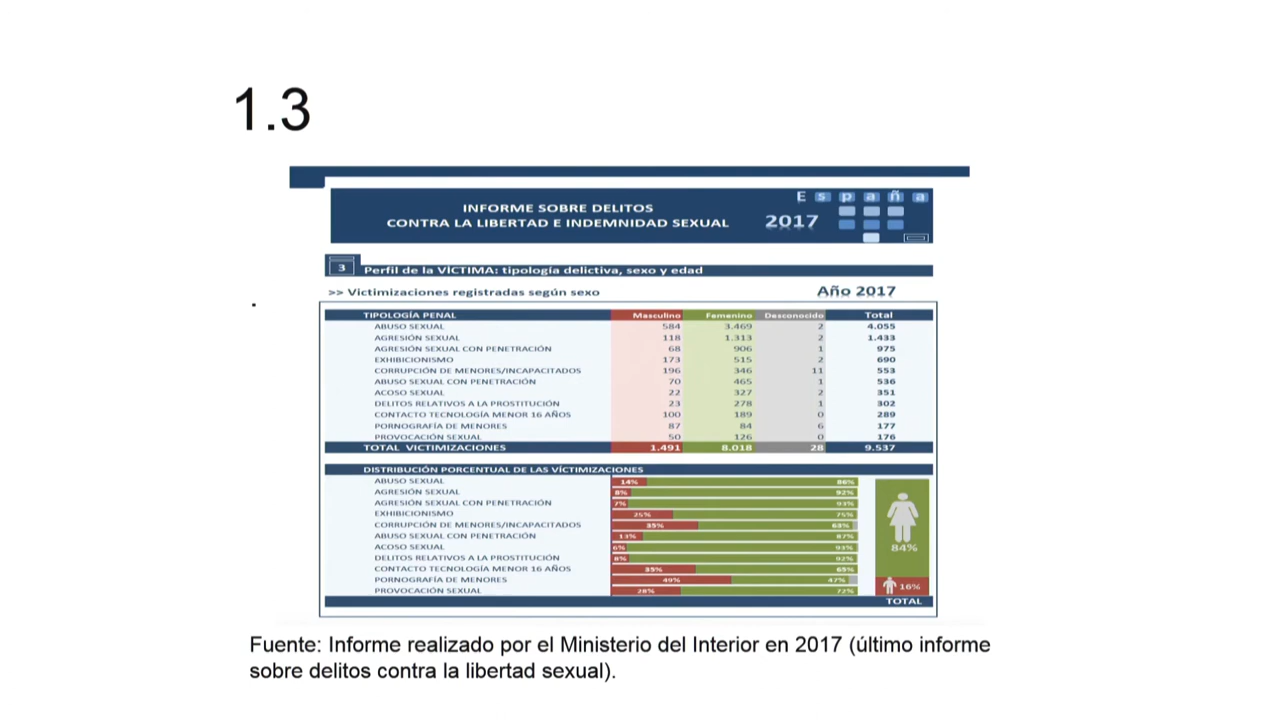 1.3
INFORME SOBRE DELITOS
CONTRA LA LIBERTAD E INDEMNIDAD SEXUAL
España
2017
3 Perfil de la VÍCTIMA: tipología delictiva, sexo y edad
>> Victimizaciones registradas según sexo Año 2017
TIPOLOGÍA PENAL Masculino Femenino Desconocido Total
ABUSO SEXUAL 584 3.469 2 4.055
AGRESIÓN SEXUAL 118 1.313 2 1.433
AGRESIÓN SEXUAL CON PENETRACIÓN 68 906 1 975
EXHIBICIONISMO 173 515 2 690
CORRUPCIÓN DE MENORES/INCAPACITADOS 196 346 11 553
ABUSO SEXUAL CON PENETRACIÓN 70 465 1 536
ACOSO SEXUAL 22 327 2 351
DELITOS RELATIVOS A LA PROSTITUCIÓN 23 278 1 302
CONTACTO TECNOLOGÍA MENOR 16 AÑOS 100 189 0 289
PORNOGRAFÍA DE MENORES 87 84 6 177
PROVOCACIÓN SEXUAL 50 126 0 176
TOTAL VICTIMIZACIONES 1.491 8.018 28 9.537
DISTRIBUCIÓN PORCENTUAL DE LAS VÍCTIMIZACIONES
ABUSO SEXUAL 14% 86%
AGRESIÓN SEXUAL 8% 92%
AGRESIÓN SEXUAL CON PENETRACIÓN 7% 93%
EXHIBICIONISMO 25% 75%
CORRUPCIÓN DE MENORES/INCAPACITADOS 35% 63%
ABUSO SEXUAL CON PENETRACIÓN 13% 87%
ACOSO SEXUAL 6% 93%
DELITOS RELATIVOS A LA PROSTITUCIÓN 8% 92%
CONTACTO TECNOLOGÍA MENOR 16 AÑOS 35% 65%
PORNOGRAFÍA DE MENORES 49% 47%
PROVOCACIÓN SEXUAL 28% 72%
84%
16%
TOTAL
Fuente: Informe realizado por el Ministerio del Interior en 2017 (último informe
sobre delitos contra la libertad sexual).